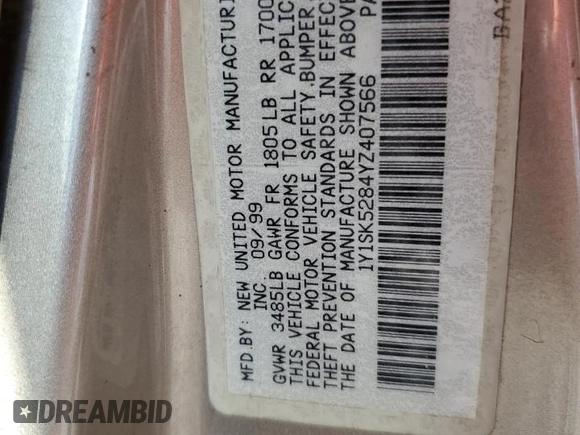 MFD.BY: NEW UNITED MOTOR MANUFACTURI
INC. 09/99
GVWR 3485LB GAWR FR 1805LB RR 1700
THIS VEHICLE CONFORMS TO ALL APPLIC
FEDERAL MOTOR VEHICLE SAFETY,BUMPER,
THEFT PREVENTION STANDARDS IN EFFEC
THE DATE OF MANUFACTURE SHOWN ABOVE
1Y1SK5284YZ407566 PA
DREAMBID